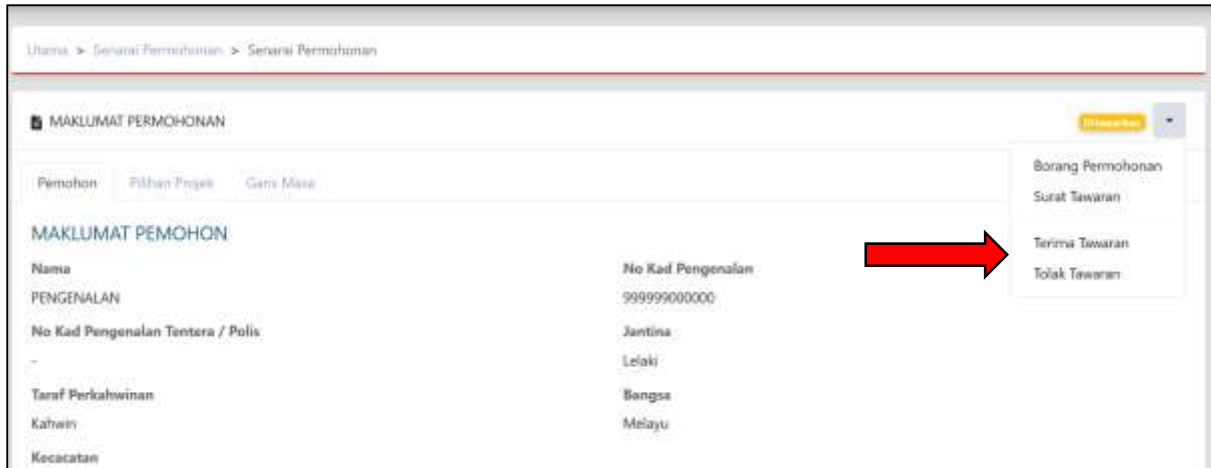 Utama > Senarai Permohonan > Senarai Permohonan
MAKLUMAT PERMOHONAN
Ditawarkan
Borang Permohonan
Surat Tawaran
Terima Tawaran
Tolak Tawaran
Pemohon Pilihan Projek Garis Masa
MAKLUMAT PEMOHON
Nama No Kad Pengenalan
PENGENALAN 999999000000
No Kad Pengenalan Tentera / Polis Jantina
- Lelaki
Taraf Perkahwinan Bangsa
Kahwin Melayu
Kecacatan